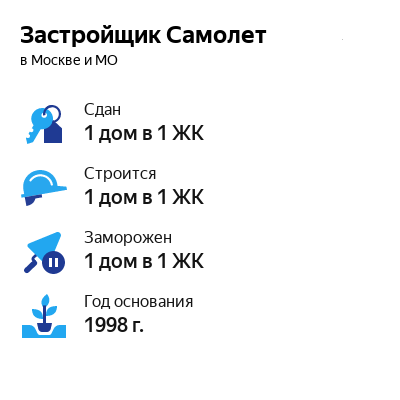 Застройщик Самолет
в Москве и МО
Сдан
1 дом в 1 ЖК
Строится
1 дом в 1 ЖК
Заморожен
1 дом в 1 ЖК
Год основания
1998 г.